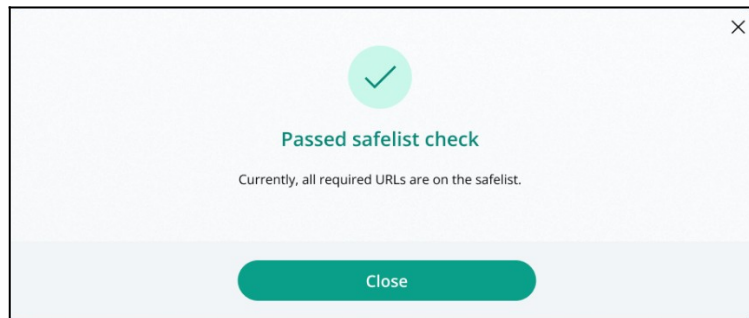 Passed safelist check
Currently, all required URLs are on the safelist.
Close